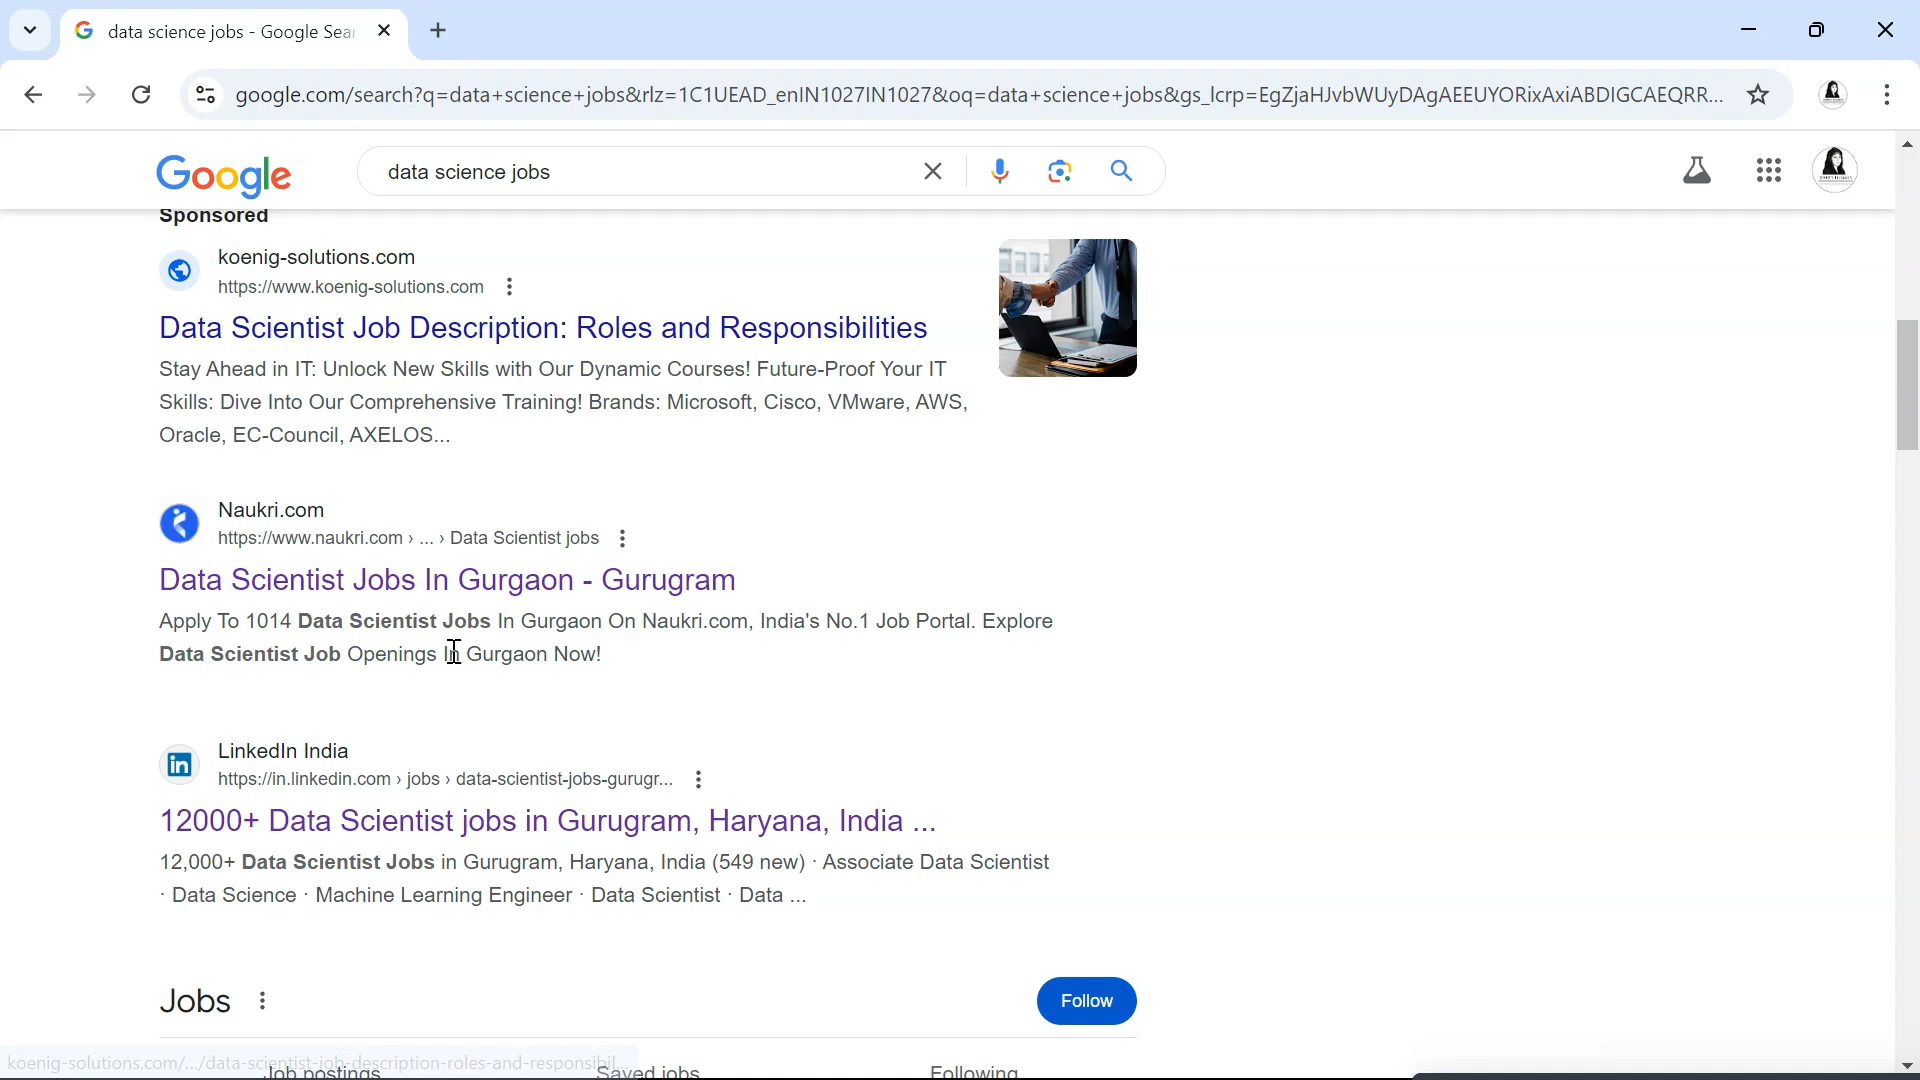 data science jobs - Google Sear
google.com/search?q=data+science+jobs&rlz=1C1UEAD_enIN1027IN1027&oq=data+science+jobs&gs_lcrp=EgZjaHJvbWUyDAgAEEUYORixAxiABDIGCAEQRR...
Google
data science jobs
Sponsored
koenig-solutions.com
https://www.koenig-solutions.com
Data Scientist Job Description: Roles and Responsibilities
Stay Ahead in IT: Unlock New Skills with Our Dynamic Courses! Future-Proof Your IT
Skills: Dive Into Our Comprehensive Training! Brands: Microsoft, Cisco, VMware, AWS,
Oracle, EC-Council, AXELOS...
Naukri.com
https://www.naukri.com › ... › Data Scientist jobs
Data Scientist Jobs In Gurgaon - Gurugram
Apply To 1014 Data Scientist Jobs In Gurgaon On Naukri.com, India's No.1 Job Portal. Explore
Data Scientist Job Openings In Gurgaon Now!
LinkedIn India
https://in.linkedin.com › jobs › data-scientist-jobs-gurugr...
12000+ Data Scientist jobs in Gurugram, Haryana, India ...
12,000+ Data Scientist Jobs in Gurugram, Haryana, India (549 new) · Associate Data Scientist
· Data Science · Machine Learning Engineer · Data Scientist · Data ...
Jobs
Follow
koenig-solutions.com/.../data-scientist-job-description-roles-and-responsibil...
Job postings
Saved jobs
Following